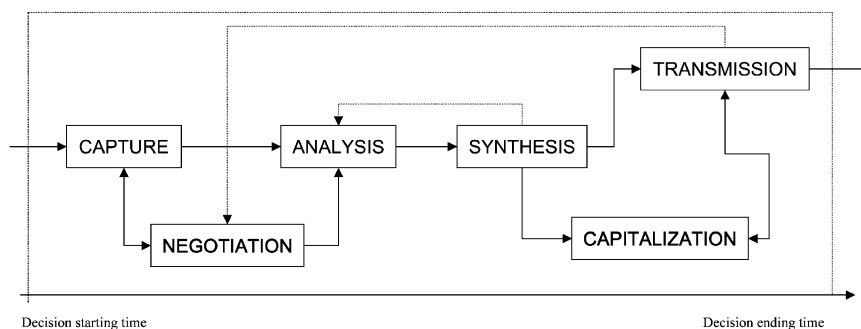 TRANSMISSION
CAPTURE
ANALYSIS
SYNTHESIS
NEGOTIATION
CAPITALIZATION
Decision starting time
Decision ending time